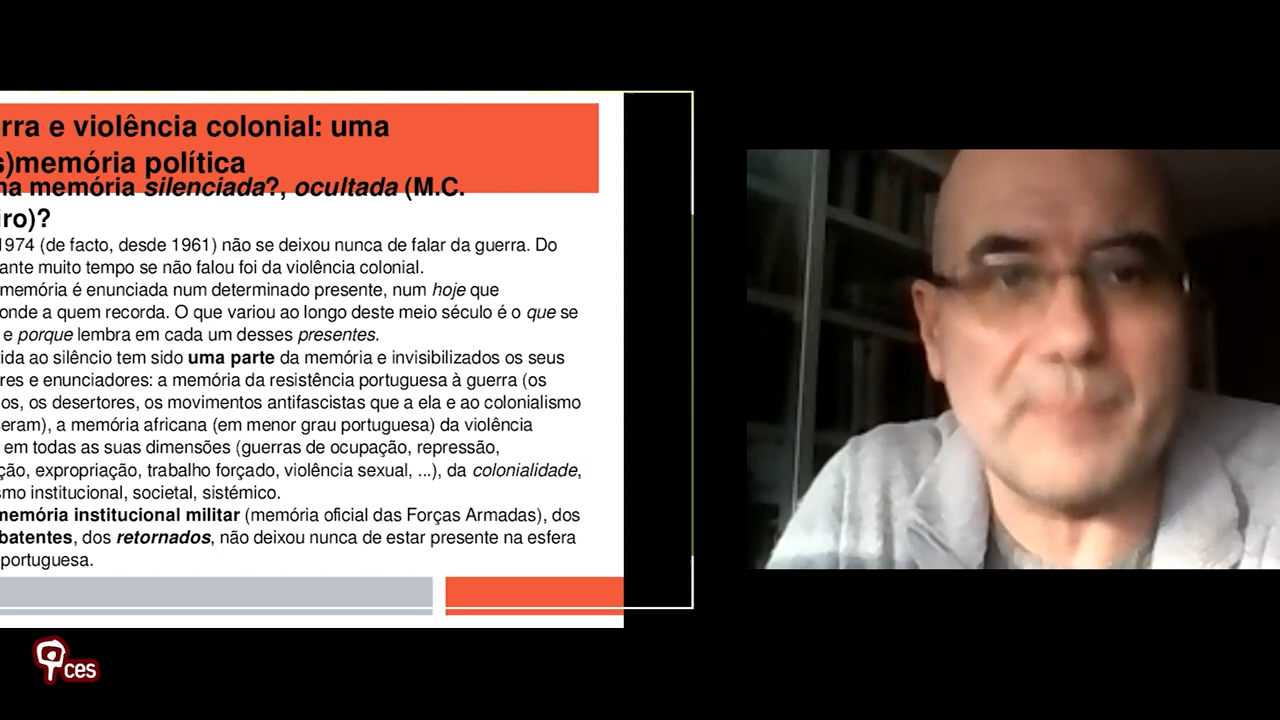 rra e violência colonial: uma
s)memória política
na memória silenciada?, ocultada (M.C.
iro)?
1974 (de facto, desde 1961) não se deixou nunca de falar da guerra. Do
ante muito tempo se não falou foi da violência colonial.
memória é enunciada num determinado presente, num hoje que
onde a quem recorda. O que variou ao longo deste meio século é o que se
e porque lembra em cada um desses presentes.
ida ao silêncio tem sido uma parte da memória e invisibilizados os seus
res e enunciadores: a memória da resistência portuguesa à guerra (os
os, os desertores, os movimentos antifascistas que a ela e ao colonialismo
eram), a memória africana (em menor grau portuguesa) da violência
em todas as suas dimensões (guerras de ocupação, repressão,
ção, expropriação, trabalho forçado, violência sexual, ...), da colonialidade,
smo institucional, societal, sistémico.
memória institucional militar (memória oficial das Forças Armadas), dos
batentes, dos retornados, não deixou nunca de estar presente na esfera
portuguesa.
ces